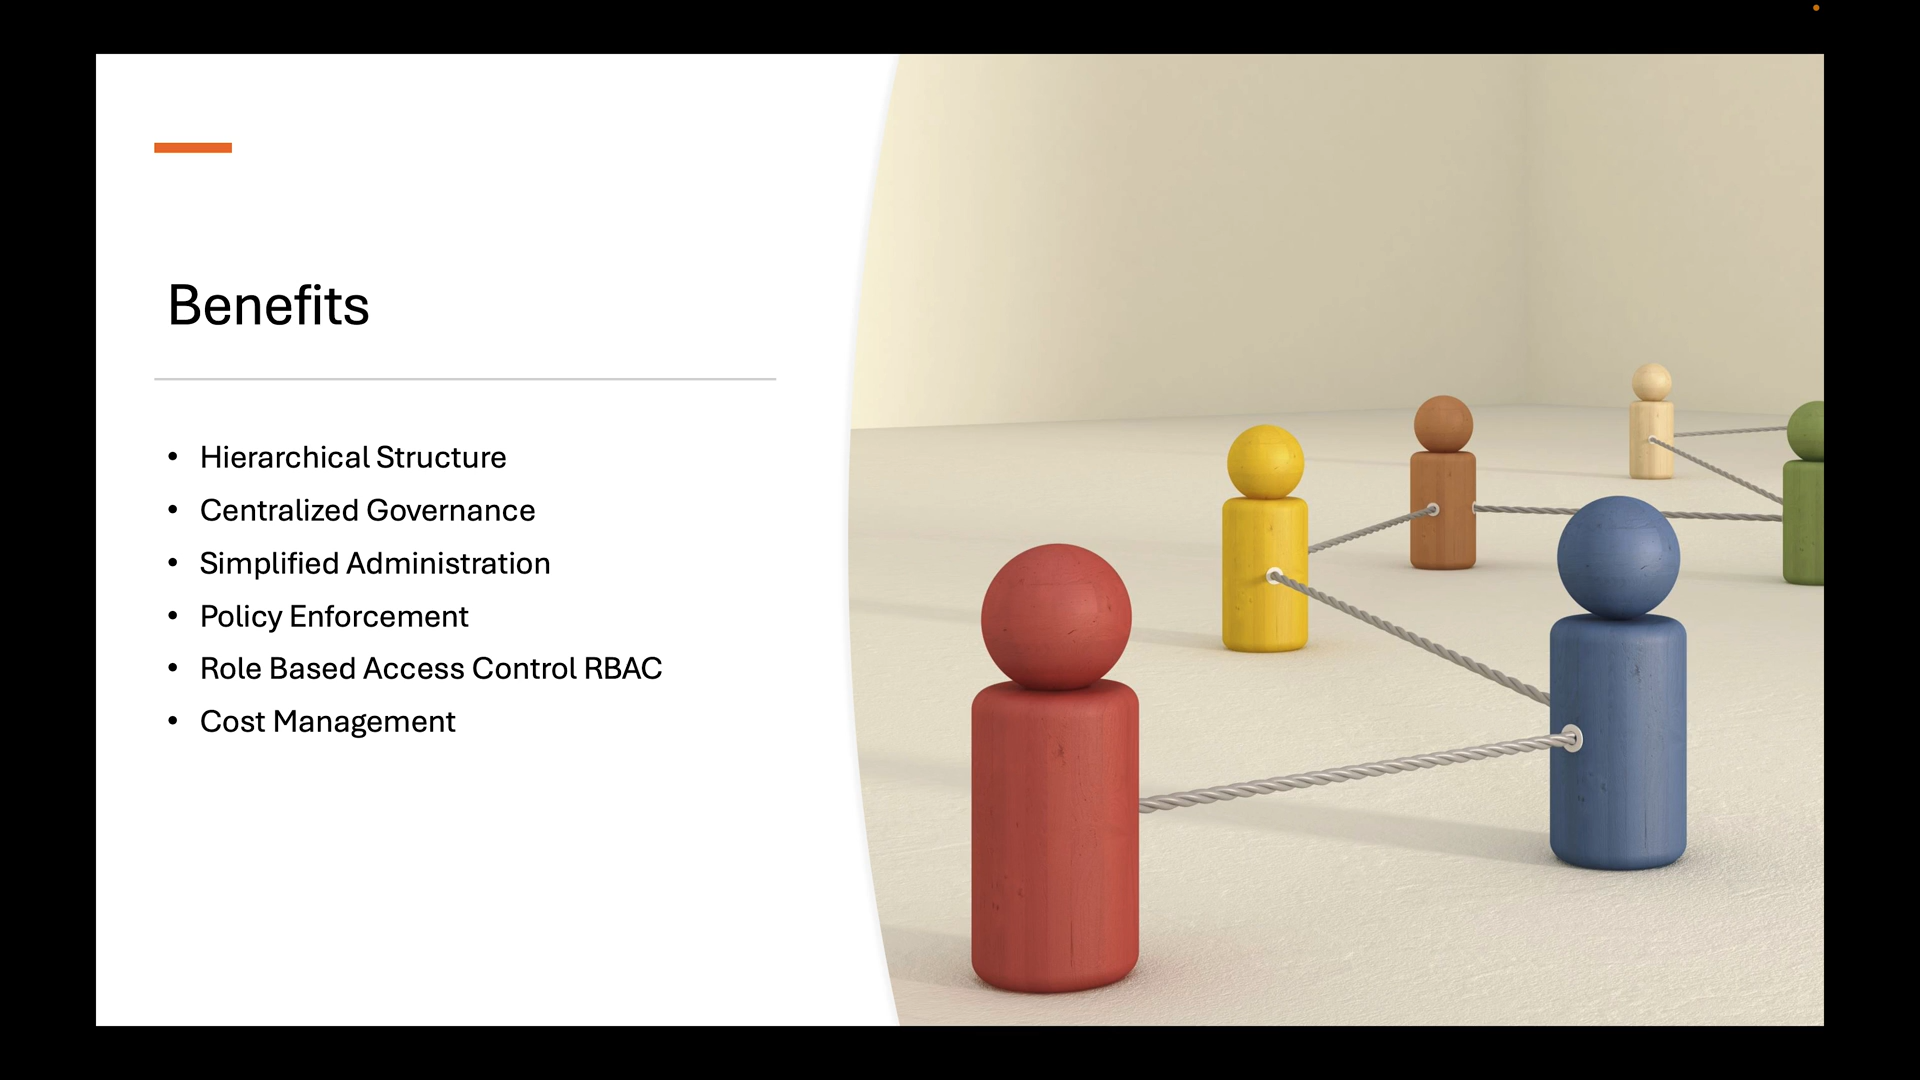 Benefits
• Hierarchical Structure
• Centralized Governance
• Simplified Administration
• Policy Enforcement
• Role Based Access Control RBAC
• Cost Management